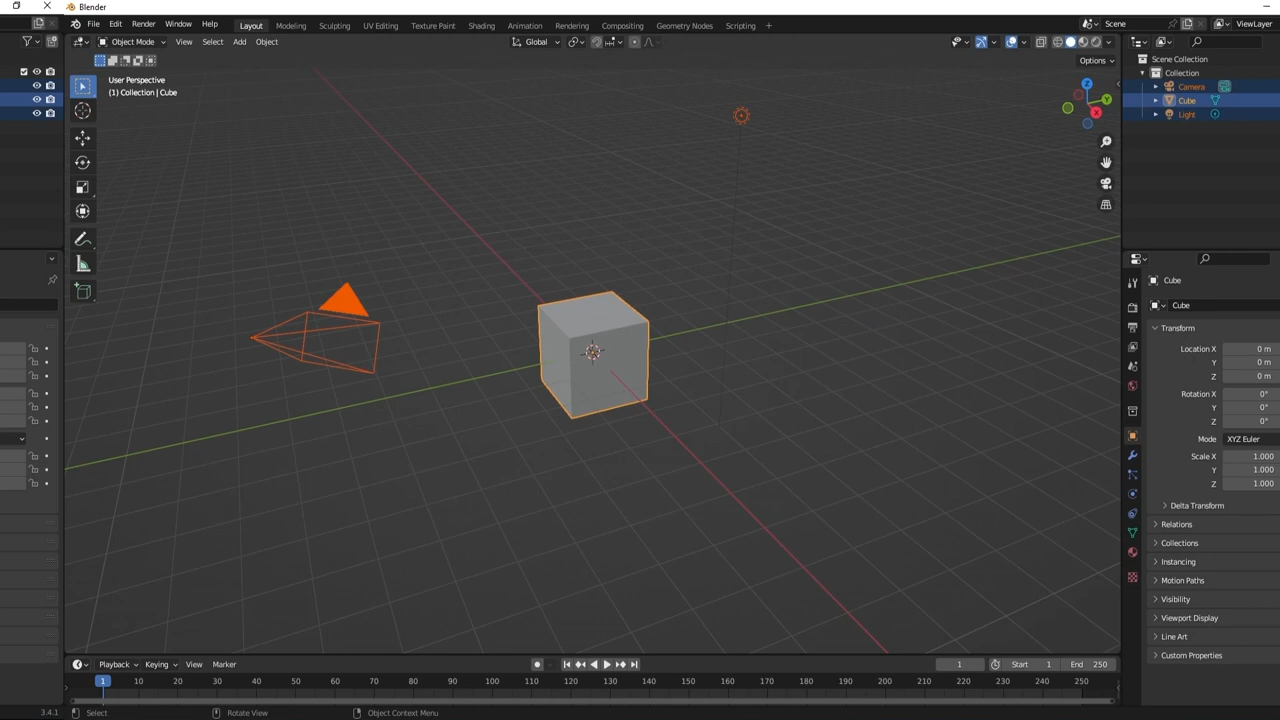 Blender
File Edit Render Window Help
Layout Modeling Sculpting UV Editing Texture Paint Shading Animation Rendering Compositing Geometry Nodes Scripting +
Scene
ViewLayer
Object Mode View Select Add Object
Global
Options
User Perspective
(1) Collection | Cube
Z
Y
X
Scene Collection
Collection
Camera
Cube
Light
Cube
Cube
Transform
Location X 0 m
Y 0 m
Z 0 m
Rotation X 0°
Y 0°
Z 0°
Mode XYZ Euler
Scale X 1.000
Y 1.000
Z 1.000
Delta Transform
Relations
Collections
Instancing
Motion Paths
Visibility
Viewport Display
Line Art
Custom Properties
Playback Keying View Marker
1 Start 1 End 250
1 10 20 30 40 50 60 70 80 90 100 110 120 130 140 150 160 170 180 190 200 210 220 230 240 250
3.4.1 Select Rotate View Object Context Menu